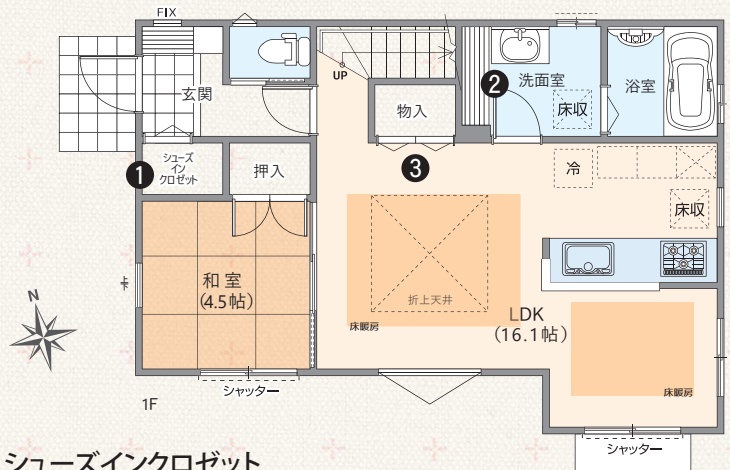 FIX
玄関
UP
物入
❷
洗面室
床収
浴室
❶
シューズ
イン
クロゼット
押入
❸
冷
床収
和室
(4.5帖)
折上天井
床暖房
LDK
(16.1帖)
床暖房
N
シャッター
1F
シャッター
シューズインクロゼット